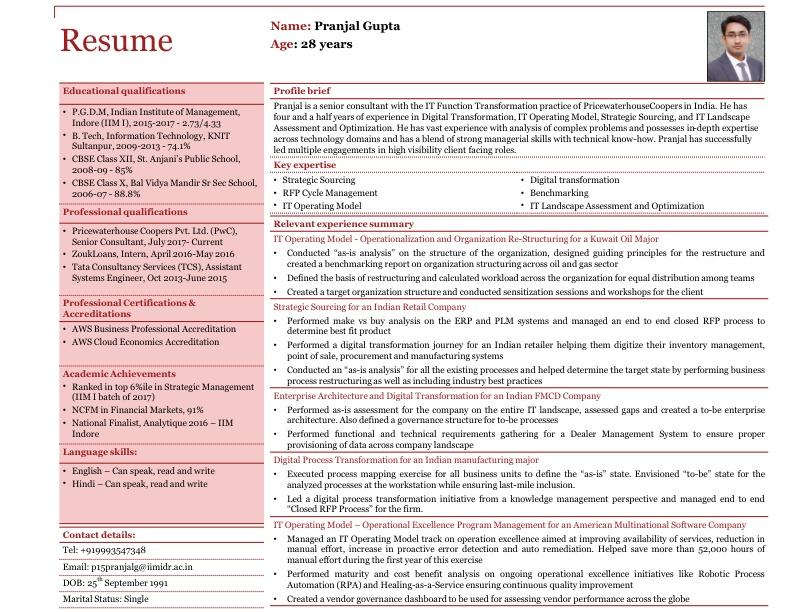 Resume
Name: Pranjal Gupta
Age: 28 years
Educational qualifications
• P.G.D.M, Indian Institute of Management,
Indore (IIM I), 2015-2017 - 2.73/4.33
• B. Tech, Information Technology, KNIT
Sultanpur, 2009-2013 - 74.1%
• CBSE Class XII, St. Anjani's Public School,
2008-09 - 85%
• CBSE Class X, Bal Vidya Mandir Sr Sec School,
2006-07 - 88.8%
Professional qualifications
• Pricewaterhouse Coopers Pvt. Ltd. (PwC),
Senior Consultant, July 2017- Current
• ZoukLoans, Intern, April 2016-May 2016
• Tata Consultancy Services (TCS), Assistant
Systems Engineer, Oct 2013-June 2015
Professional Certifications &
Accreditations
• AWS Business Professional Accreditation
• AWS Cloud Economics Accreditation
Academic Achievements
• Ranked in top 6%ile in Strategic Management
(IIM I batch of 2017)
• NCFM in Financial Markets, 91%
• National Finalist, Analytique 2016 – IIM
Indore
Language skills:
• English – Can speak, read and write
• Hindi – Can speak, read and write
Contact details:
Tel: +919993547348
Email: p15pranjalg@iimidr.ac.in
DOB: 25th September 1991
Marital Status: Single
Profile brief
Pranjal is a senior consultant with the IT Function Transformation practice of PricewaterhouseCoopers in India. He has
four and a half years of experience in Digital Transformation, IT Operating Model, Strategic Sourcing, and IT Landscape
Assessment and Optimization. He has vast experience with analysis of complex problems and possesses in-depth expertise
across technology domains and has a blend of strong managerial skills with technical know-how. Pranjal has successfully
led multiple engagements in high visibility client facing roles.
Key expertise
• Strategic Sourcing
• RFP Cycle Management
• IT Operating Model
• Digital transformation
• Benchmarking
• IT Landscape Assessment and Optimization
Relevant experience summary
IT Operating Model - Operationalization and Organization Re-Structuring for a Kuwait Oil Major
• Conducted "as-is analysis" on the structure of the organization, designed guiding principles for the restructure and
created a benchmarking report on organization structuring across oil and gas sector
• Defined the basis of restructuring and calculated workload across the organization for equal distribution among teams
• Created a target organization structure and conducted sensitization sessions and workshops for the client
Strategic Sourcing for an Indian Retail Company
• Performed make vs buy analysis on the ERP and PLM systems and managed an end to end closed RFP process to
determine best fit product
• Performed a digital transformation journey for an Indian retailer helping them digitize their inventory management,
point of sale, procurement and manufacturing systems
• Conducted an "as-is analysis" for all the existing processes and helped determine the target state by performing business
process restructuring as well as including industry best practices
Enterprise Architecture and Digital Transformation for an Indian FMCD Company
• Performed as-is assessment for the company on the entire IT landscape, assessed gaps and created a to-be enterprise
architecture. Also defined a governance structure for to-be processes
• Performed functional and technical requirements gathering for a Dealer Management System to ensure proper
provisioning of data across company landscape
Digital Process Transformation for an Indian manufacturing major
• Executed process mapping exercise for all business units to define the "as-is" state. Envisioned "to-be" state for the
analyzed processes at the workstation while ensuring last-mile inclusion.
• Led a digital process transformation initiative from a knowledge management perspective and managed end to end
"Closed RFP Process" for the firm.
IT Operating Model – Operational Excellence Program Management for an American Multinational Software Company
• Managed an IT Operating Model track on operation excellence aimed at improving availability of services, reduction in
manual effort, increase in proactive error detection and auto remediation. Helped save more than 52,000 hours of
manual effort during the first year of this exercise
• Performed maturity and cost benefit analysis on ongoing operational excellence initiatives like Robotic Process
Automation (RPA) and Healing-as-a-Service ensuring continuous quality improvement
• Created a vendor governance dashboard to be used for assessing vendor performance across the globe